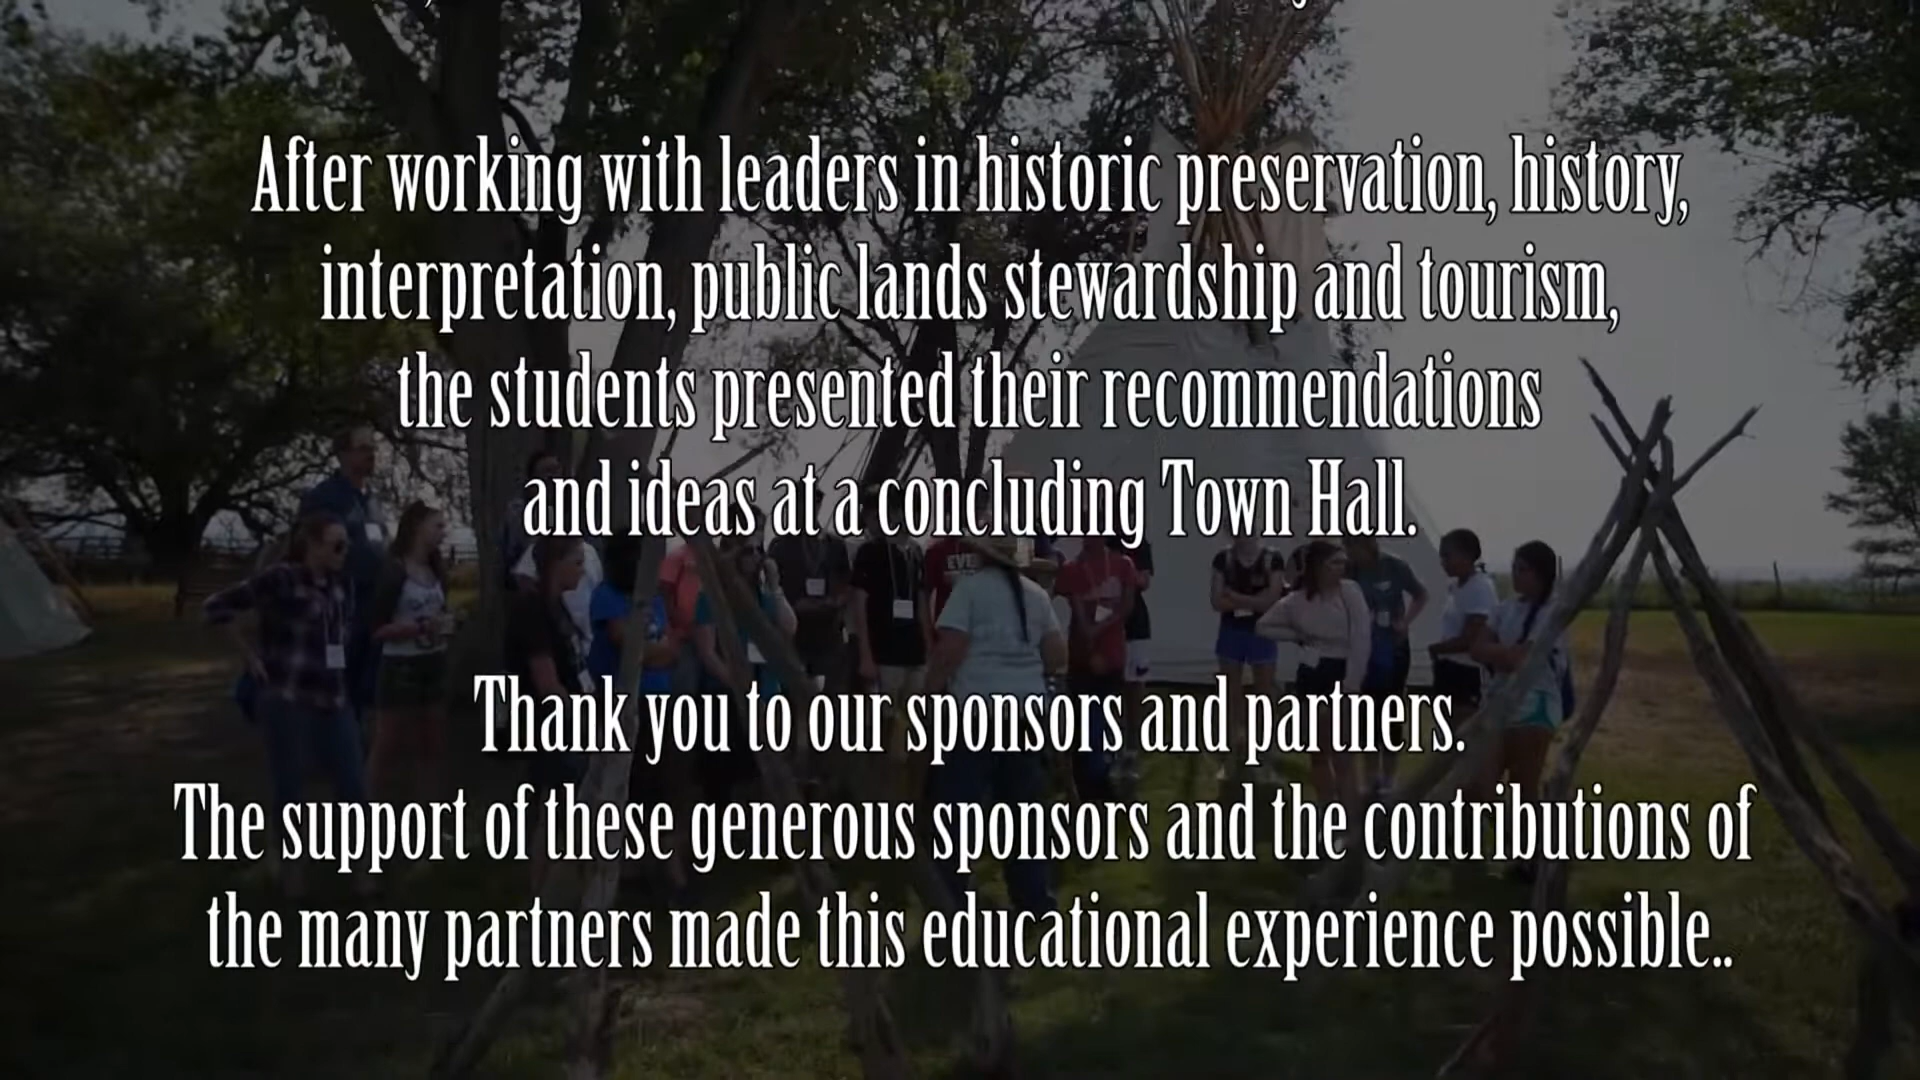 After working with leaders in historic preservation, history,
interpretation, public lands stewardship and tourism,
the students presented their recommendations
and ideas at a concluding Town Hall.
Thank you to our sponsors and partners.
The support of these generous sponsors and the contributions of
the many partners made this educational experience possible..